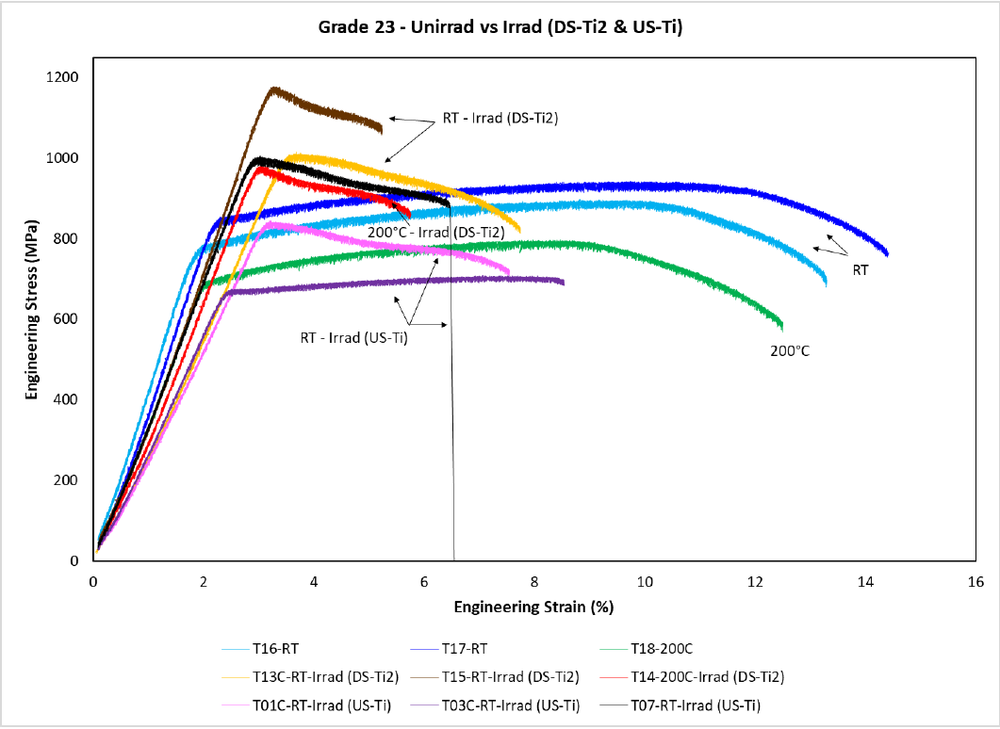 Grade 23 - Unirrad vs Irrad (DS-Ti2 & US-Ti)
1200
1000
800
600
400
200
0
Engineering Stress (MPa)
RT - Irrad (DS-Ti2)
200°C - Irrad (DS-Ti2)
RT
RT - Irrad (US-Ti)
200°C
0 2 4 6 8 10 12 14 16
Engineering Strain (%)
T16-RT T17-RT T18-200C
T13C-RT-Irrad (DS-Ti2) T15-RT-Irrad (DS-Ti2) T14-200C-Irrad (DS-Ti2)
T01C-RT-Irrad (US-Ti) T03C-RT-Irrad (US-Ti) T07-RT-Irrad (US-Ti)